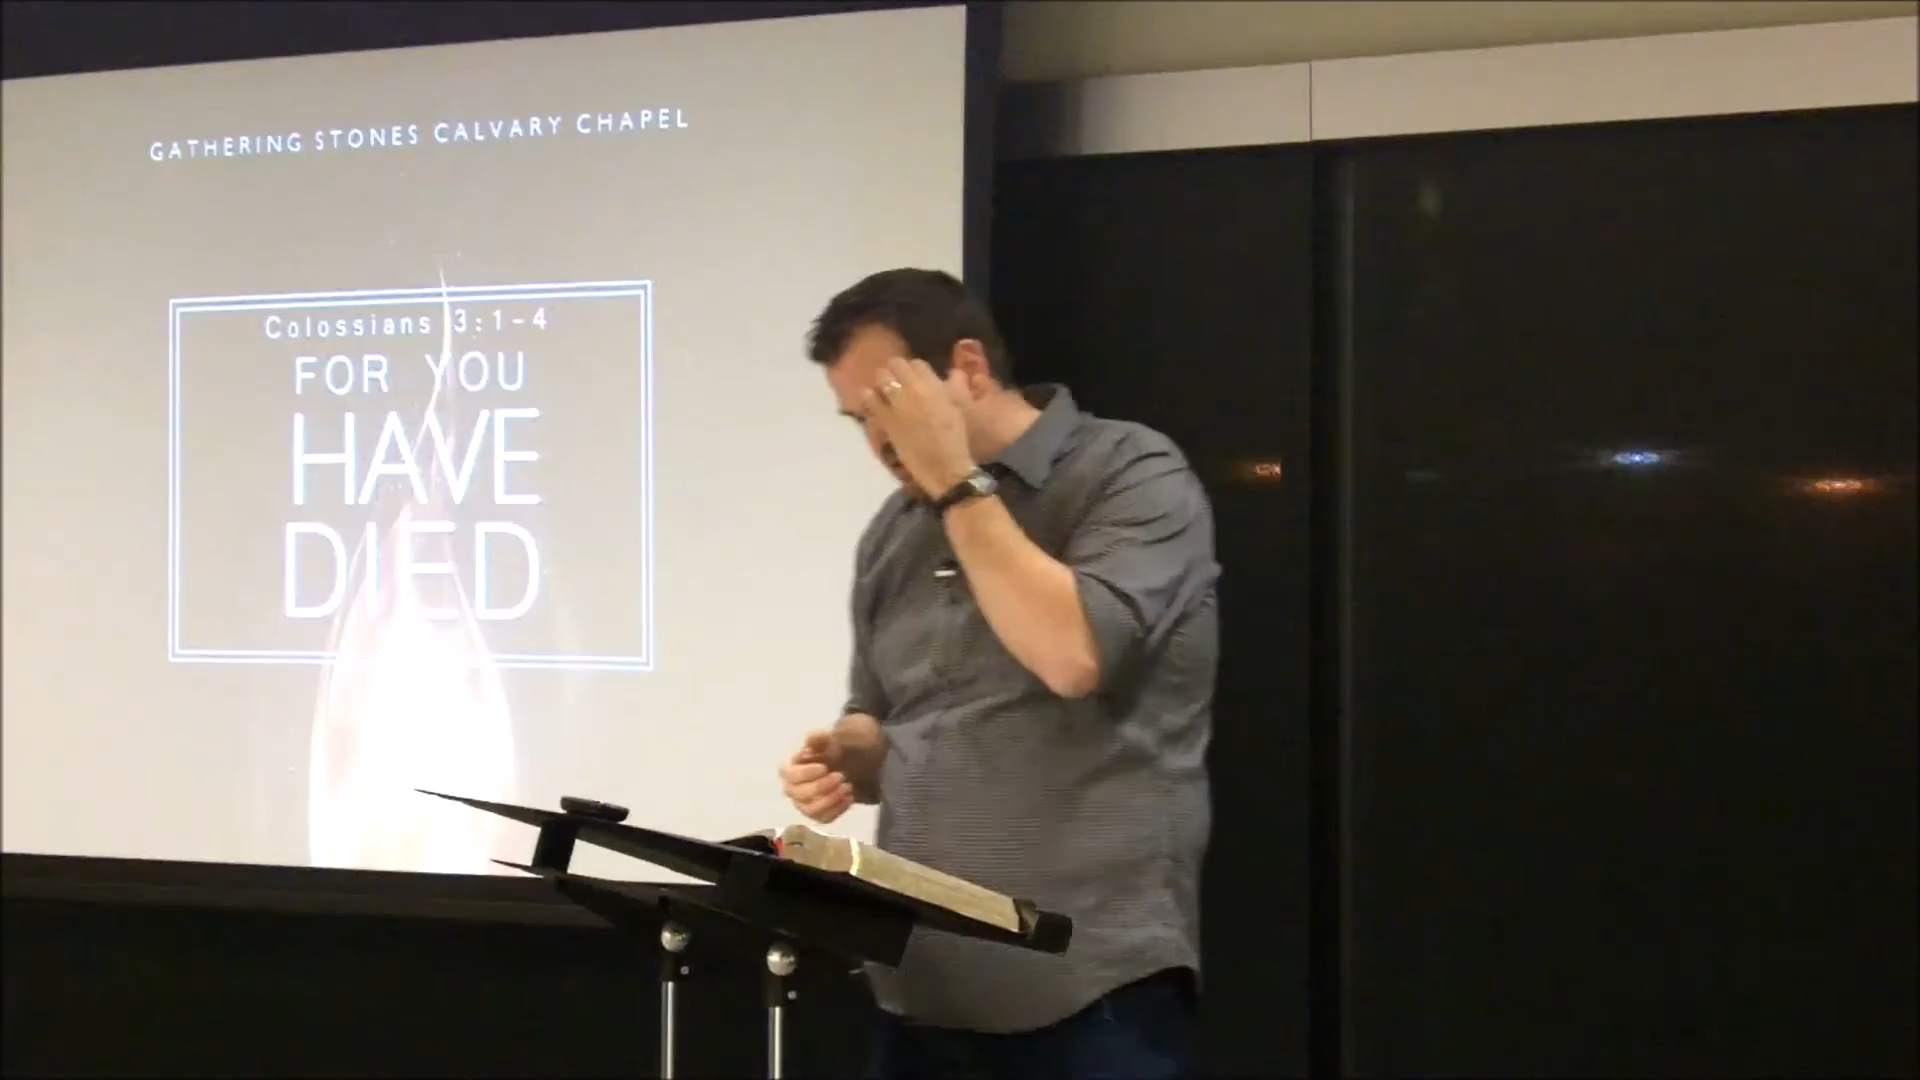 GATHERING STONES CALVARY CHAPEL
Colossians 3:1-4
FOR YOU
HAVE
DIED